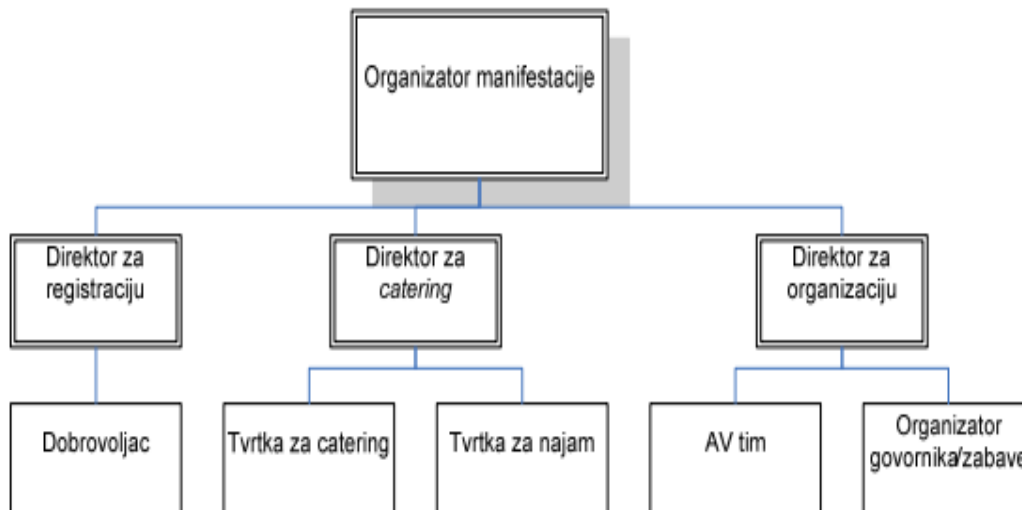 Organizator manifestacije
Direktor za
registraciju
Direktor za
catering
Direktor za
organizaciju
Dobrovoljac
Tvrtka za catering
Tvrtka za najam
AV tim
Organizator
govornika/zabave